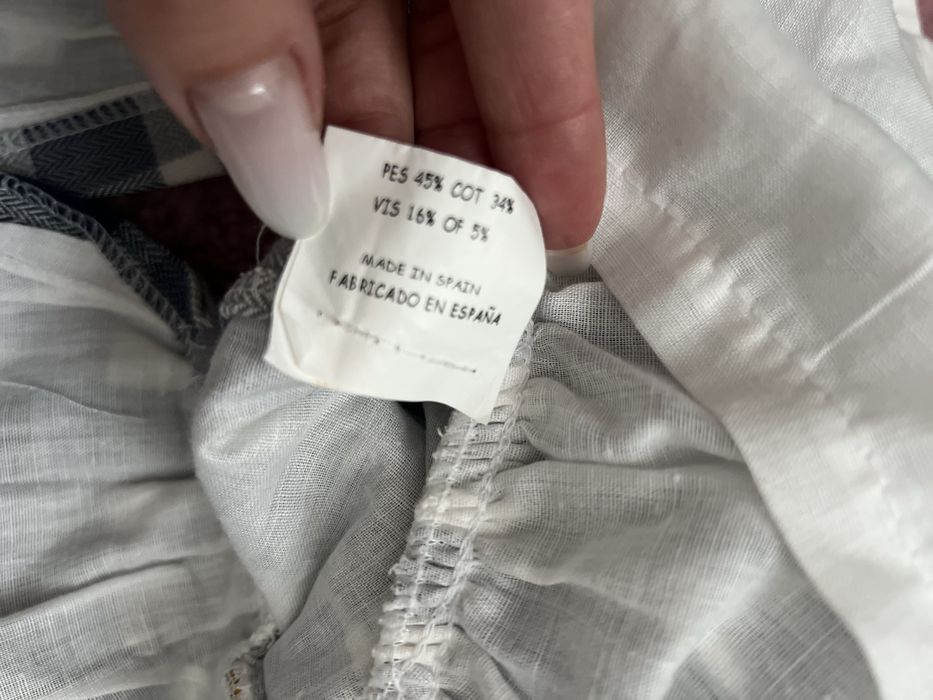 PES 45% COT 34%
VIS 16% OF 5%
MADE IN SPAIN
FABRICADO EN ESPAÑA